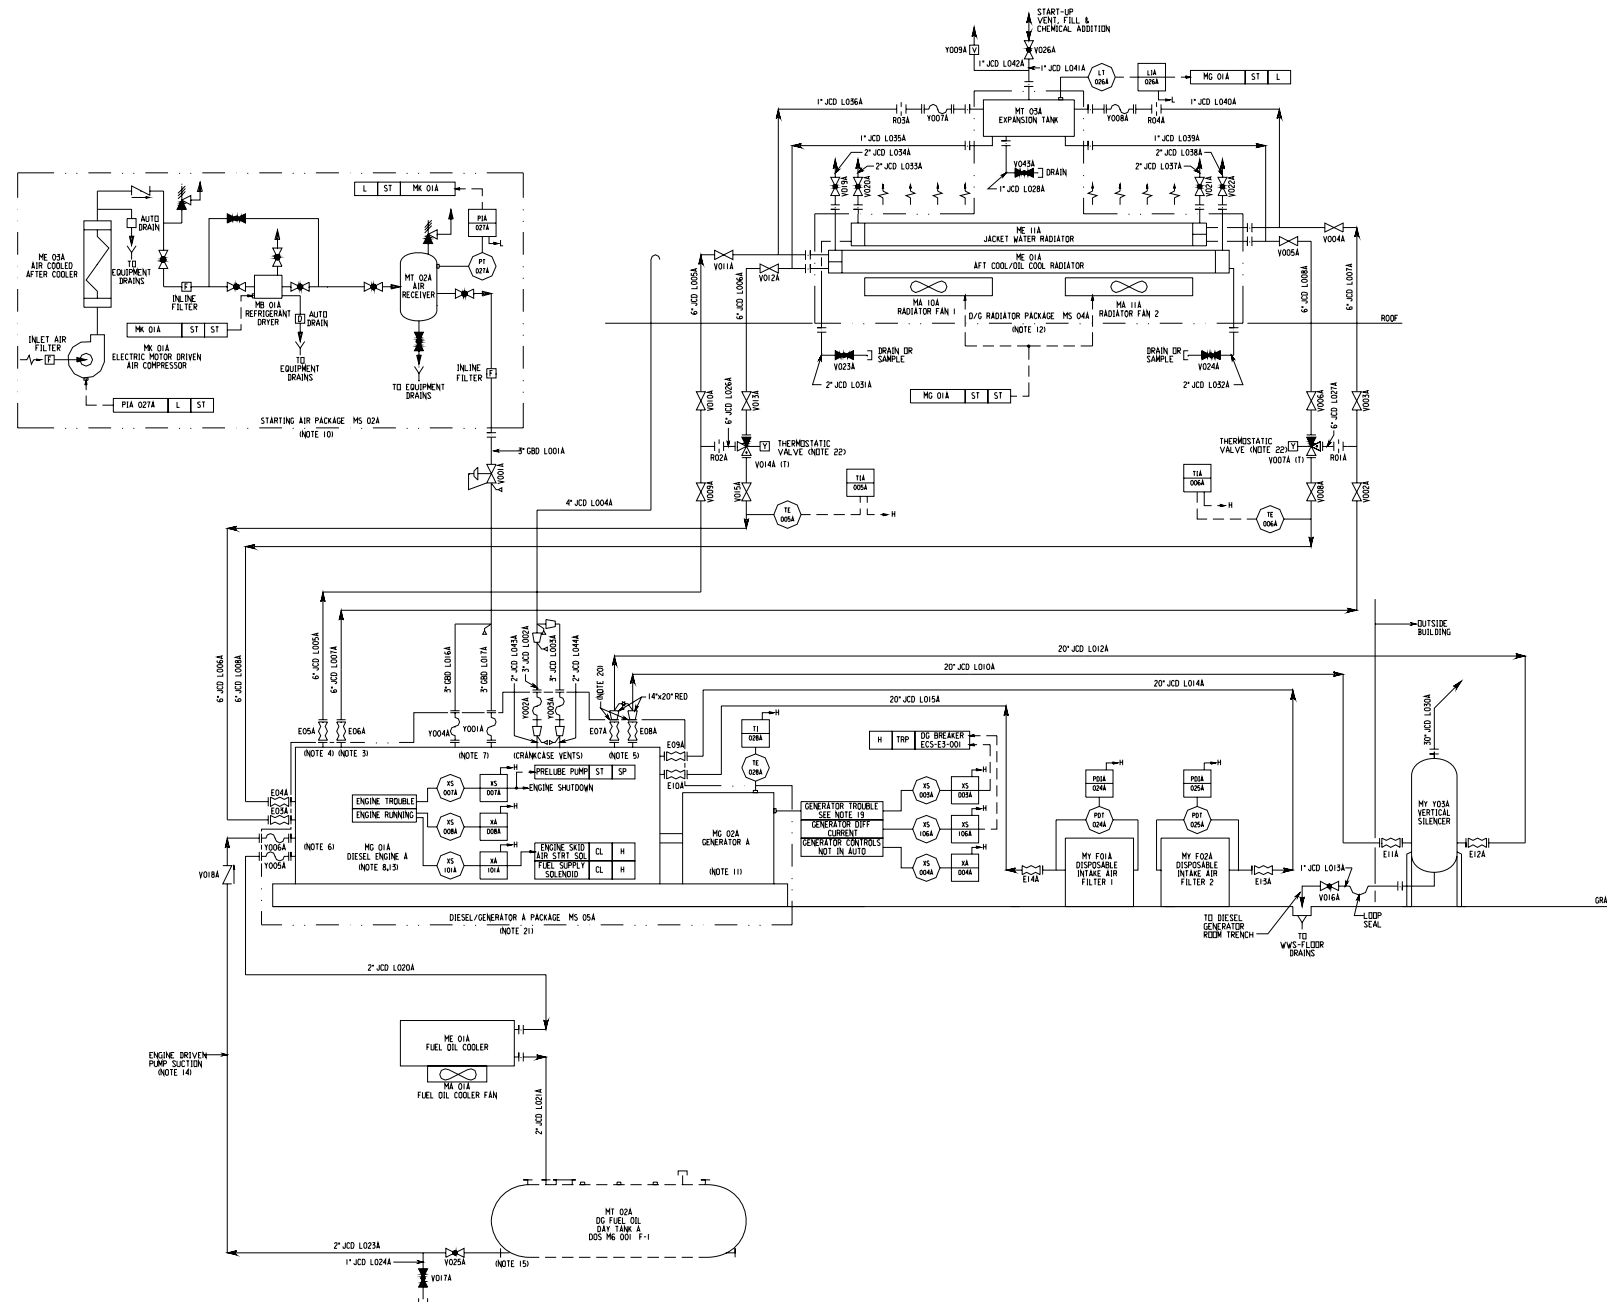 START-UP
VENT, FILL &
CHEMICAL ADDITION
Y009A
V
V026A
1" JCD L042A
1" JCD L041A
LT
026A
LIA
026A
L
MG 01A
ST
L
1" JCD L036A
R03A
Y007A
MT 03A
EXPANSION TANK
Y008A
R04A
1" JCD L040A
1" JCD L035A
1" JCD L039A
2" JCD L034A
2" JCD L033A
V043A
DRAIN
1" JCD L028A
2" JCD L038A
2" JCD L037A
V019A
V020A
V021A
V022A
ME 11A
JACKET WATER RADIATOR
ME 01A
AFT COOL/OIL COOL RADIATOR
V004A
V005A
V011A
V012A
MA 10A
RADIATOR FAN 1
MA 11A
RADIATOR FAN 2
D/G RADIATOR PACKAGE MS 04A
(NOTE 12)
ROOF
6" JCD L005A
6" JCD L006A
6" JCD L008A
6" JCD L007A
V023A
DRAIN OR
SAMPLE
2" JCD L031A
DRAIN OR
SAMPLE
V024A
2" JCD L032A
MG 01A
ST
ST
L
ST
MK 01A
PIA
027A
L
PT
027A
ME 03A
AIR COOLED
AFTER COOLER
AUTO
DRAIN
TO
EQUIPMENT
DRAINS
F
INLINE
FILTER
MB 01A
REFRIGERANT
DRYER
D
AUTO
DRAIN
TO
EQUIPMENT
DRAINS
MT 02A
AIR
RECEIVER
TO EQUIPMENT
DRAINS
INLINE
FILTER
F
MK 01A
ST
ST
INLET AIR
FILTER
F
MK 01A
ELECTRIC MOTOR DRIVEN
AIR COMPRESSOR
PIA 027A
L
ST
STARTING AIR PACKAGE MS 02A
(NOTE 10)
3" GBD L001A
V001A
4" JCD L004A
V010A
6" JCD L026A
V013A
R02A
Y
THERMOSTATIC
VALVE (NOTE 22)
V014A (T)
V009A
V015A
TE
005A
TIA
005A
H
V006A
6" JCD L027A
V003A
THERMOSTATIC
VALVE (NOTE 22)
Y
V007A (T)
R01A
V008A
V002A
TIA
006A
H
TE
006A
6" JCD L006A
6" JCD L008A
6" JCD L005A
6" JCD L007A
3" GBD L016A
3" GBD L017A
2" JCD L043A
3" JCD L002A
3" JCD L003A
2" JCD L044A
(NOTE 20)
14"x20" RED
20" JCD L012A
20" JCD L010A
20" JCD L014A
20" JCD L015A
OUTSIDE
BUILDING
30" JCD L030A
E05A
E06A
Y004A
Y001A
Y002A
Y003A
E07A
E08A
E09A
E10A
(NOTE 4)
(NOTE 3)
(NOTE 7)
(CRANKCASE VENTS)
(NOTE 5)
TI
028A
H
TE
028A
E04A
E03A
Y006A
Y005A
(NOTE 6)
V018A
ENGINE TROUBLE
ENGINE RUNNING
XS
007A
XS
007A
H
PRELUBE PUMP
ST
SP
ENGINE SHUTDOWN
XS
008A
XA
008A
H
XS
101A
XA
101A
H
ENGINE SKID
AIR STRT SOL
CL
H
FUEL SUPPLY
SOLENOID
CL
H
MG 01A
DIESEL ENGINE A
(NOTE 8,13)
MG 02A
GENERATOR A
(NOTE 11)
DIESEL/GENERATOR A PACKAGE MS 05A
(NOTE 21)
H
TRP
DG BREAKER
ECS-E3-001
GENERATOR TROUBLE
SEE NOTE 19
GENERATOR DIFF
CURRENT
GENERATOR CONTROLS
NOT IN AUTO
XS
003A
XS
003A
H
XS
106A
XS
106A
H
XS
004A
XA
004A
H
PDIA
024A
H
PDT
024A
PDIA
025A
H
PDT
025A
E14A
MY F01A
DISPOSABLE
INTAKE AIR
FILTER 1
MY F02A
DISPOSABLE
INTAKE AIR
FILTER 2
E13A
MY Y03A
VERTICAL
SILENCER
E11A
E12A
1" JCD L013A
V016A
LOOP
SEAL
TO DIESEL
GENERATOR
ROOM TRENCH
TO
WWS-FLOOR
DRAINS
GRA
2" JCD L020A
ME 01A
FUEL OIL COOLER
MA 01A
FUEL OIL COOLER FAN
ENGINE DRIVEN
PUMP SUCTION
(NOTE 14)
2" JCD L021A
MT 02A
DG FUEL OIL
DAY TANK A
DOS M6 001 F-1
(NOTE 15)
2" JCD L023A
1" JCD L024A
V025A
V017A